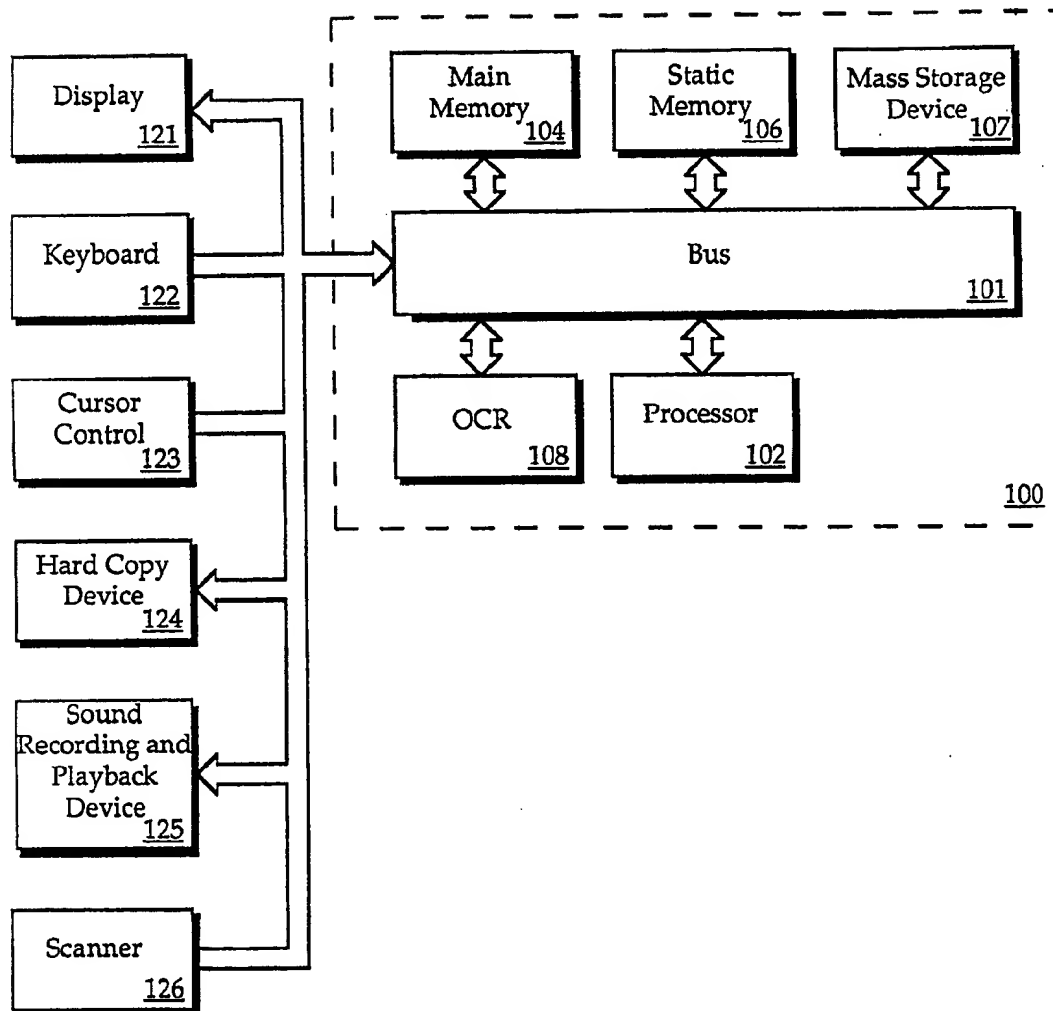 Display
121
Keyboard
122
Cursor
Control
123
Hard Copy
Device
124
Sound
Recording and
Playback
Device
125
Scanner
126
Main
Memory
104
Static
Memory
106
Mass Storage
Device
107
Bus
101
OCR
108
Processor
102
100